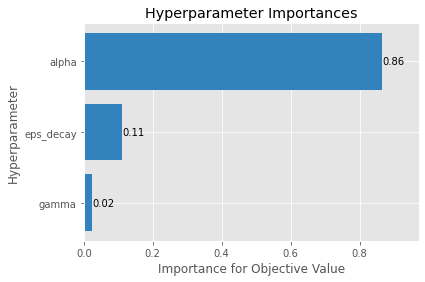 Hyperparameter Importances
Hyperparameter
alpha
0.86
eps_decay
0.11
gamma
0.02
0.0 0.2 0.4 0.6 0.8
Importance for Objective Value